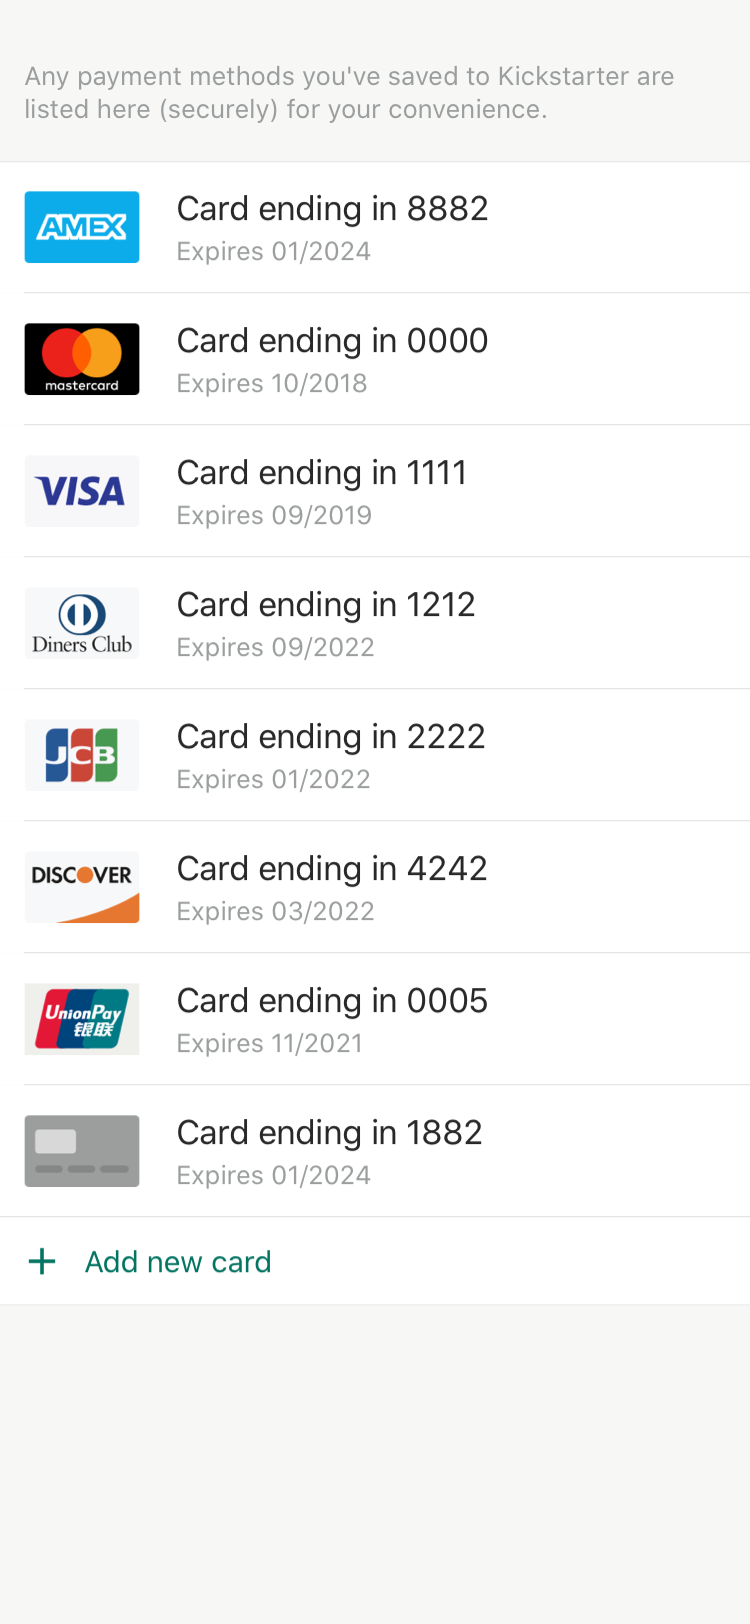 Any payment methods you've saved to Kickstarter are
listed here (securely) for your convenience.
AMEX
Card ending in 8882
Expires 01/2024
mastercard
Card ending in 0000
Expires 10/2018
VISA
Card ending in 1111
Expires 09/2019
Diners Club
Card ending in 1212
Expires 09/2022
JCB
Card ending in 2222
Expires 01/2022
DISCOVER
Card ending in 4242
Expires 03/2022
UnionPay
银联
Card ending in 0005
Expires 11/2021
Card ending in 1882
Expires 01/2024
+ Add new card